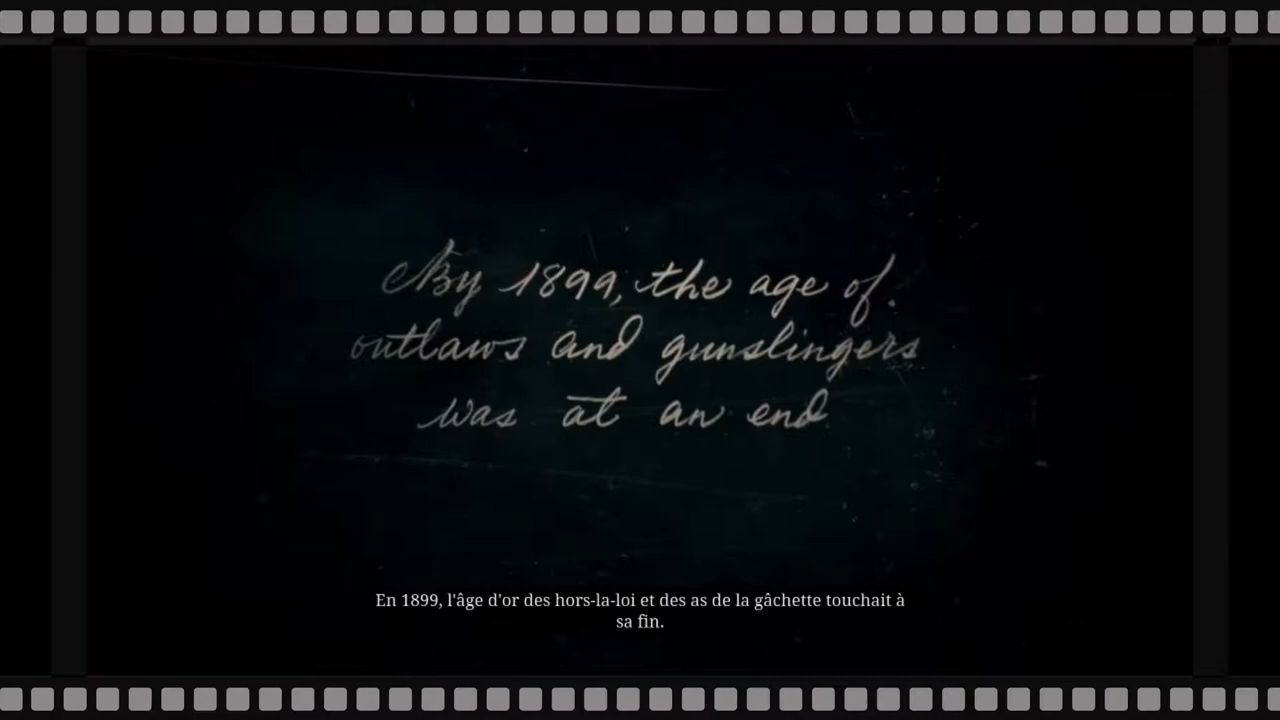 By 1899, the age of
outlaws and gunslingers
was at an end
En 1899, l'âge d'or des hors-la-loi et des as de la gâchette touchait à
sa fin.